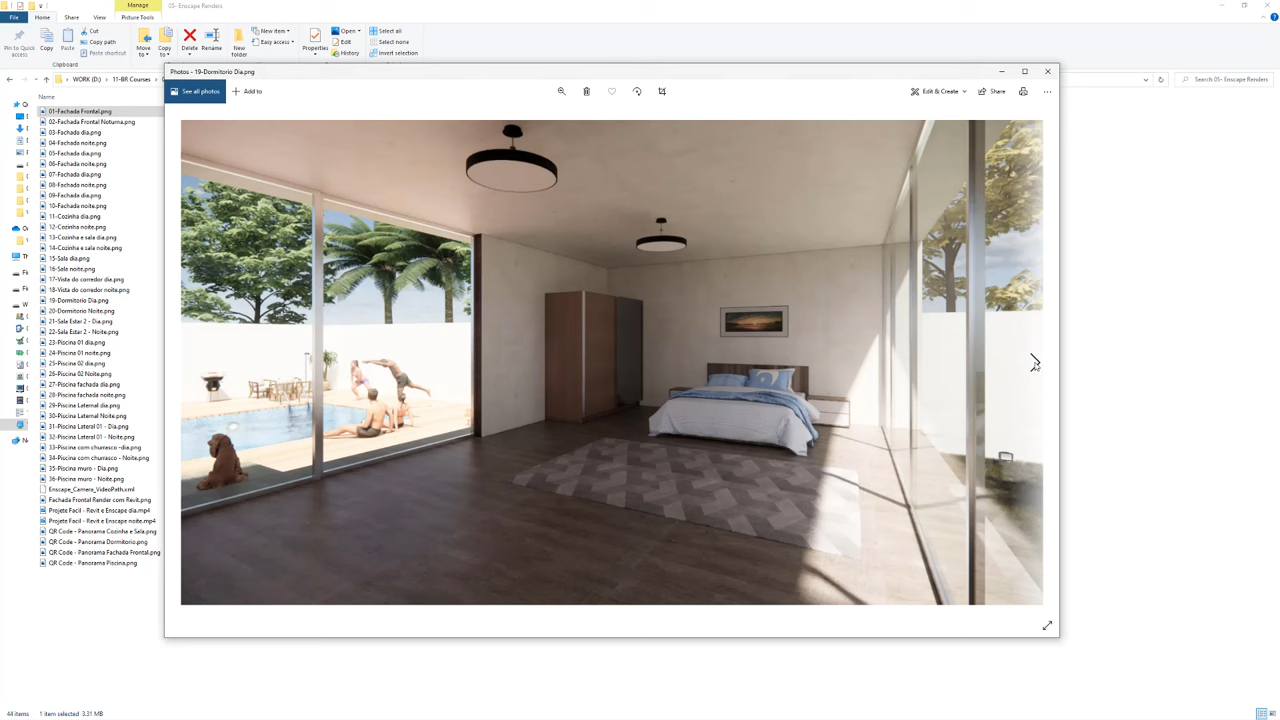 Manage
05- Enscape Renders
File
Home
Share
View
Picture Tools
Pin to Quick access
Copy
Paste
Cut
Copy path
Paste shortcut
Clipboard
Move to
Copy to
Delete
Rename
New folder
New item
Easy access
Properties
Open
Edit
History
Select all
Select none
Invert selection
WORK (D:)
11-BR Courses
Search 05- Enscape Renders
Name
01-Fachada Frontal.png
02-Fachada Frontal Noturna.png
03-Fachada dia.png
04-Fachada noite.png
05-Fachada dia.png
06-Fachada noite.png
07-Fachada dia.png
08-Fachada noite.png
09-Fachada dia.png
10-Fachada noite.png
11-Cozinha dia.png
12-Cozinha noite.png
13-Cozinha e sala dia.png
14-Cozinha e sala noite.png
15-Sala dia.png
16-Sala noite.png
17-Vista do corredor dia.png
18-Vista do corredor noite.png
19-Dormitorio Dia.png
20-Dormitorio Noite.png
21-Sala Estar 2 - Dia.png
22-Sala Estar 2 - Noite.png
23-Piscina 01 dia.png
24-Piscina 01 noite.png
25-Piscina 02 dia.png
26-Piscina 02 Noite.png
27-Piscina fachada dia.png
28-Piscina fachada noite.png
29-Piscina Laternal dia.png
30-Piscina Laternal Noite.png
31-Piscina Lateral 01 - Dia.png
32-Piscina Lateral 01 - Noite.png
33-Piscina com churrasco -dia.png
34-Piscina com churrasco - Noite.png
35-Piscina muro - Dia.png
36-Piscina muro - Noite.png
Enscape_Camera_VideoPath.xml
Fachada Frontal Render com Revit.png
Projete Facil - Revit e Enscape dia.mp4
Projete Facil - Revit e Enscape noite.mp4
QR Code - Panorama Cozinha e Sala.png
QR Code - Panorama Dormitorio.png
QR Code - Panorama Fachada Frontal.png
QR Code - Panorama Piscina.png
Photos - 19-Dormitorio Dia.png
See all photos
Add to
Edit & Create
Share
44 items
1 item selected 3.31 MB